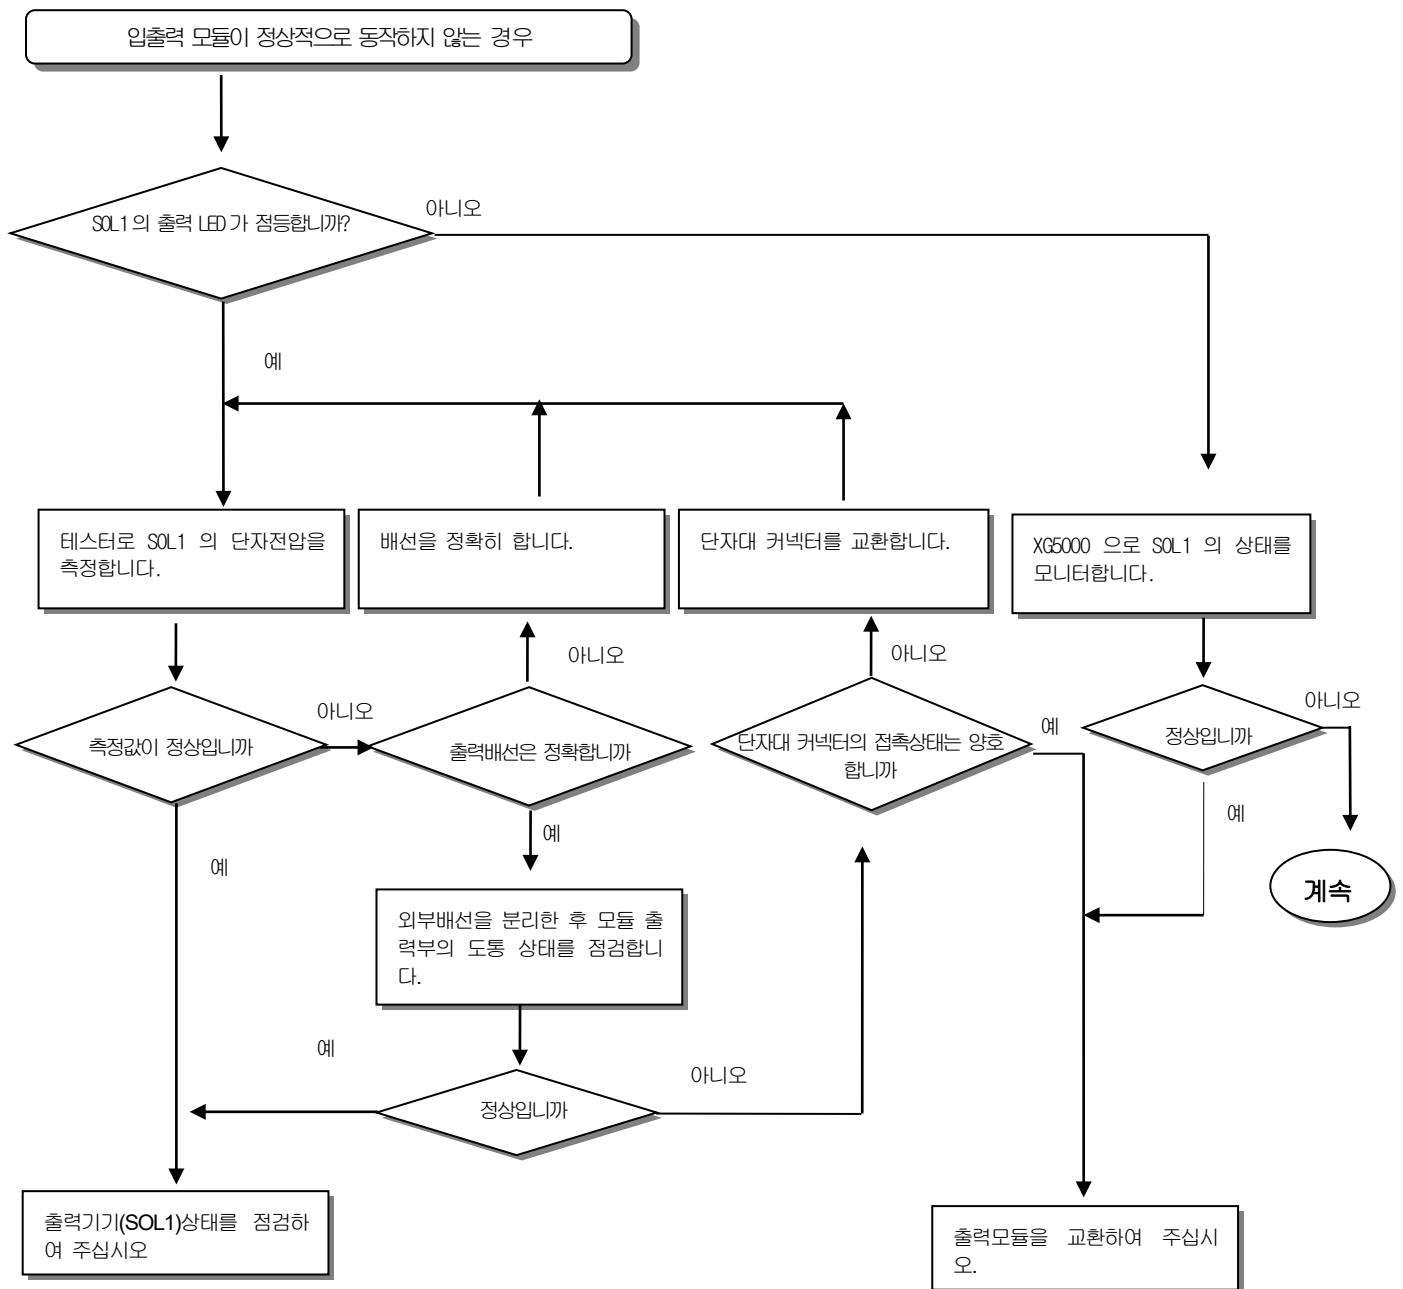 입출력 모듈이 정상적으로 동작하지 않는 경우
SOL1의 출력 LED가 점등합니까?
아니오
예
테스터로 SOL1 의 단자전압을
측정합니다.
배선을 정확히 합니다.
단자대 커넥터를 교환합니다.
XG5000 으로 SOL1 의 상태를
모니터합니다.
아니오
아니오
측정값이 정상입니까
아니오
출력배선은 정확합니까
단자대 커넥터의 접촉상태는 양호
합니까
예
정상입니까
아니오
예
예
예
계속
외부배선을 분리한 후 모듈 출
력부의 도통 상태를 점검합니
다.
예
정상입니까
아니오
출력기기(SOL1)상태를 점검하
여 주십시오
출력모듈을 교환하여 주십시
오.